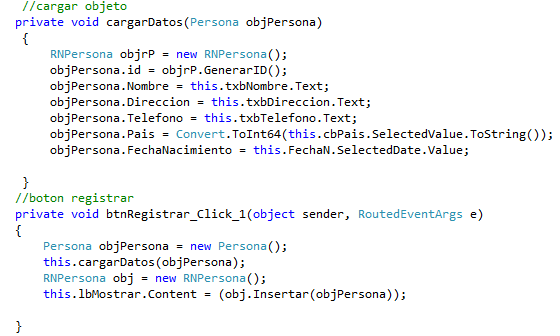 //cargar objeto
private void cargarDatos(Persona objPersona)
{
RNPersona objrP = new RNPersona();
objPersona.id = objrP.GenerarID();
objPersona.Nombre = this.txbNombre.Text;
objPersona.Direccion = this.txbDireccion.Text;
objPersona.Telefono = this.txbTelefono.Text;
objPersona.Pais = Convert.ToInt64(this.cbPais.SelectedValue.ToString());
objPersona.FechaNacimiento = this.FechaN.SelectedDate.Value;
}
//boton registrar
private void btnRegistrar_Click_1(object sender, RoutedEventArgs e)
{
Persona objPersona = new Persona();
this.cargarDatos(objPersona);
RNPersona obj = new RNPersona();
this.lbMostrar.Content = (obj.Insertar(objPersona));
}